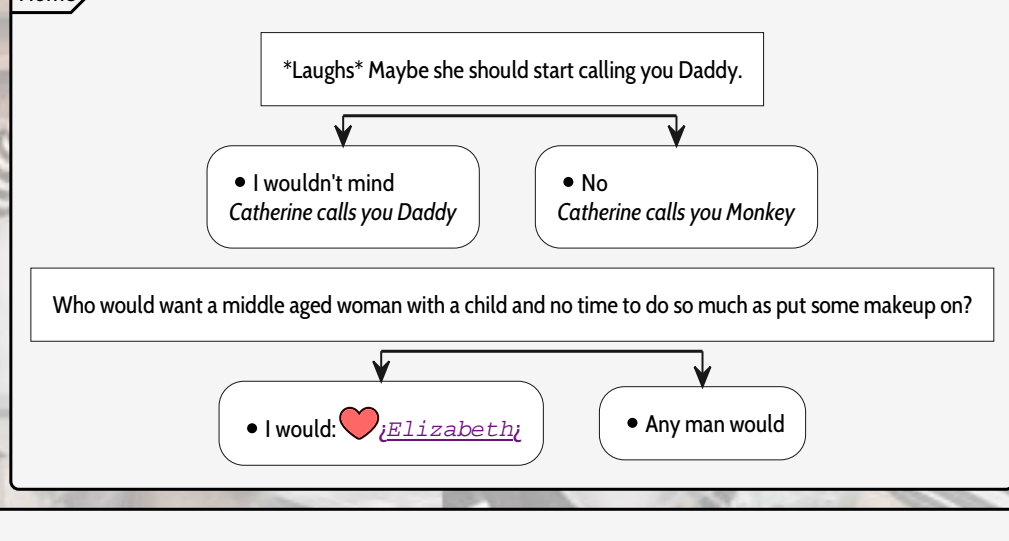 *Laughs* Maybe she should start calling you Daddy.
• I wouldn't mind
Catherine calls you Daddy
• No
Catherine calls you Monkey
Who would want a middle aged woman with a child and no time to do so much as put some makeup on?
• I would: ❤¿Elizabeth¿
• Any man would